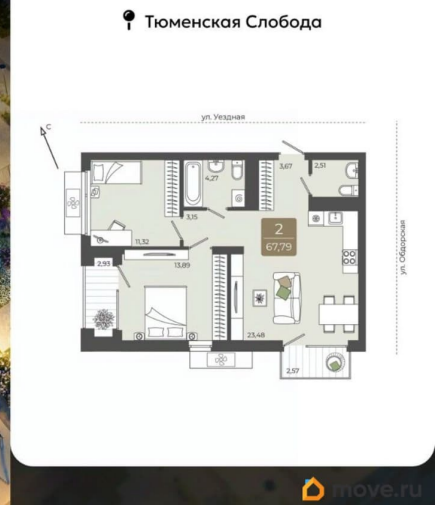 Тюменская Слобода
ул. Уездная
С
4,27
3,67
2,51
3,15
2
67,79
11,32
ул. Обдорская
2,93
13,89
23,48
2,57
move.ru